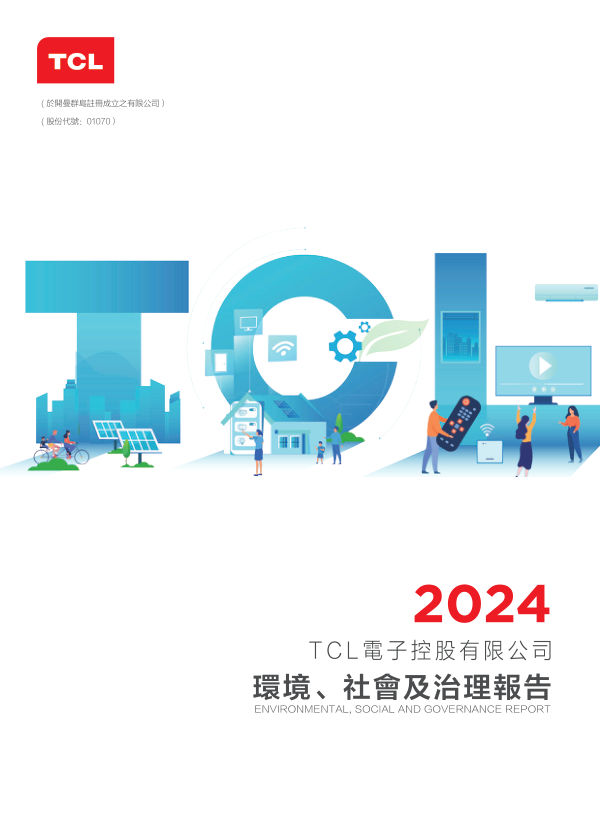 TCL
（於開曼群島註冊成立之有限公司）
（股份代號：01070）
TCL
2024
TCL電子控股有限公司
環境、社會及治理報告
ENVIRONMENTAL, SOCIAL AND GOVERNANCE REPORT